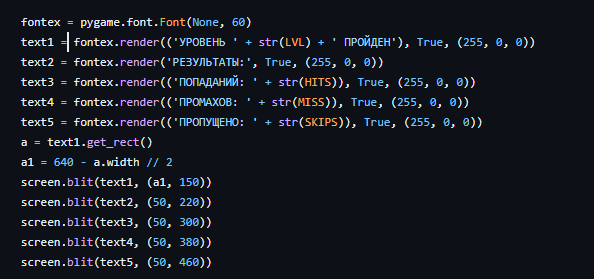 fontex = pygame.font.Font(None, 60)
text1 = fontex.render(('УРОВЕНЬ ' + str(LVL) + ' ПРОЙДЕН'), True, (255, 0, 0))
text2 = fontex.render('РЕЗУЛЬТАТЫ:', True, (255, 0, 0))
text3 = fontex.render(('ПОПАДАНИЙ: ' + str(HITS)), True, (255, 0, 0))
text4 = fontex.render(('ПРОМАХОВ: ' + str(MISS)), True, (255, 0, 0))
text5 = fontex.render(('ПРОПУЩЕНО: ' + str(SKIPS)), True, (255, 0, 0))
a = text1.get_rect()
a1 = 640 - a.width // 2
screen.blit(text1, (a1, 150))
screen.blit(text2, (50, 220))
screen.blit(text3, (50, 300))
screen.blit(text4, (50, 380))
screen.blit(text5, (50, 460))